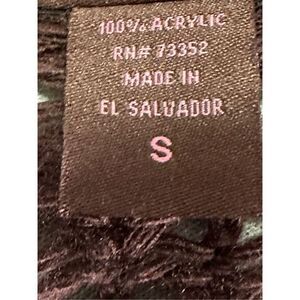 100% ACRYLIC
RN# 73352
MADE IN
EL SALVADOR
S